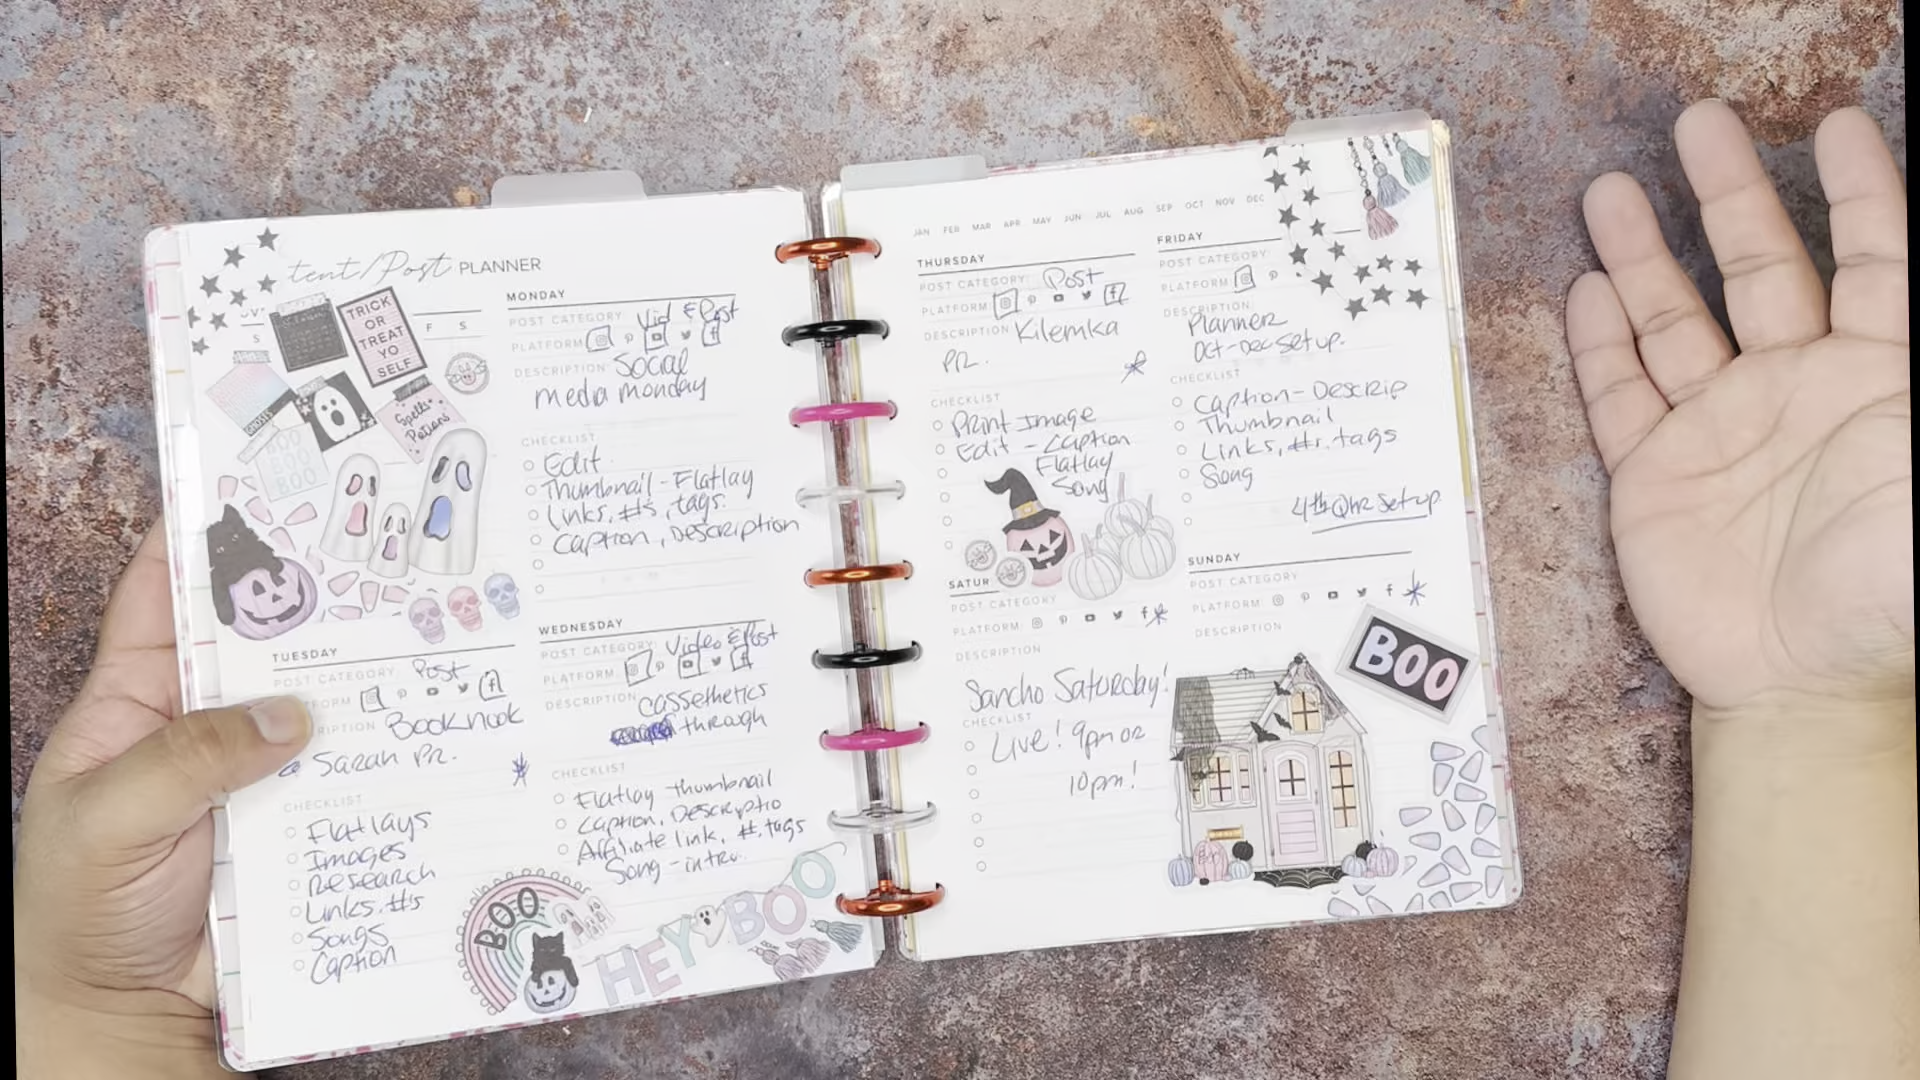 tent/Post PLANNER
TRICK
OR
TREAT
YO
SELF
F S
S
Spells
Potions
GHOSTS
BOO
BOO
BOO
MONDAY
POST CATEGORY: Vid & Post
PLATFORM
DESCRIPTION: Social
media monday
CHECKLIST
Edit
Thumbnail - Flatlay
Links, #'s, tags.
Caption, Description
TUESDAY
POST CATEGORY: Post
FORM
RIPTION Booknook
Sarah PR.
CHECKLIST
Flatlays
Images
Research
Links, #'s
Songs
Caption
WEDNESDAY
POST CATEGORY: Video & Post
PLATFORM
DESCRIPTION: Cassethetics
through
CHECKLIST
Flatlay thumbnail
Caption, Descriptio
Affiliate link, #, tags
Song - intro.
BOO
HEY BOO
JAN FEB MAR APR MAY JUN JUL AUG SEP OCT NOV DEC
THURSDAY
POST CATEGORY: Post
PLATFORM
DESCRIPTION Kilemka
PR.
CHECKLIST
Print Image
Edit - Caption
Flatlay
Song
FRIDAY
POST CATEGORY:
PLATFORM
DESCRIPTION:
Planner
Oct-Dec Setup.
CHECKLIST
Caption - Descrip
Thumbnail
Links, #'s, tags
Song
4th Qtr Setup
SATUR
POST CATEGORY
PLATFORM
DESCRIPTION
Sancho Saturday!
CHECKLIST
Live! 9pm or
10pm!
SUNDAY
POST CATEGORY
PLATFORM
DESCRIPTION
BOO